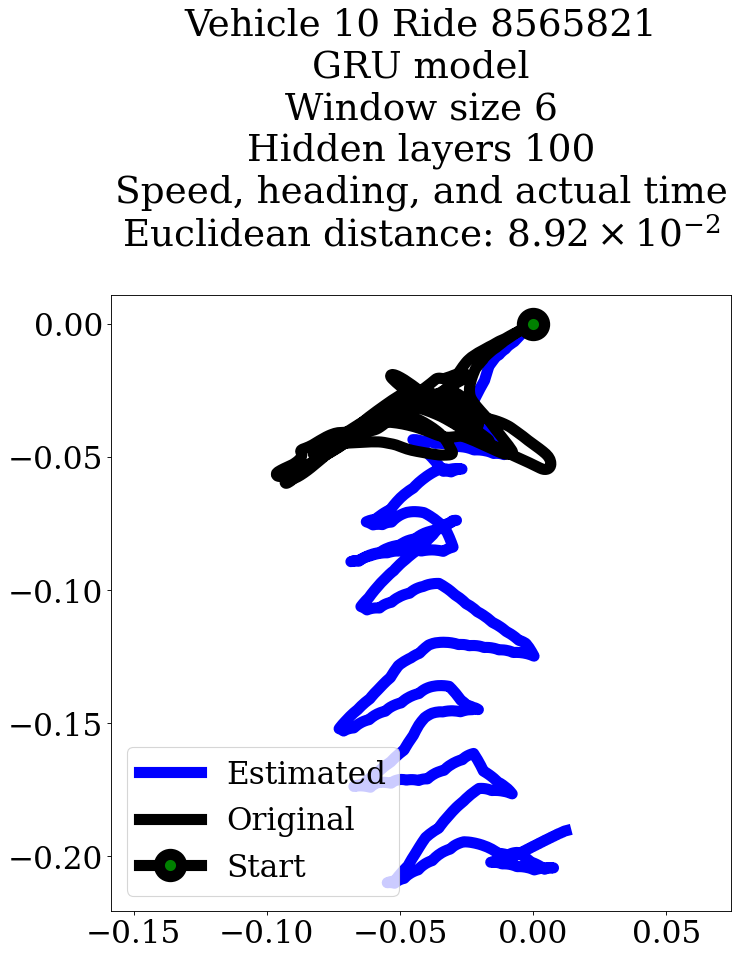 Vehicle 10 Ride 8565821
GRU model
Window size 6
Hidden layers 100
Speed, heading, and actual time
Euclidean distance: 8.92 × 10⁻²
0.00
−0.05
−0.10
−0.15
−0.20
Estimated
Original
Start
−0.15 −0.10 −0.05 0.00 0.05